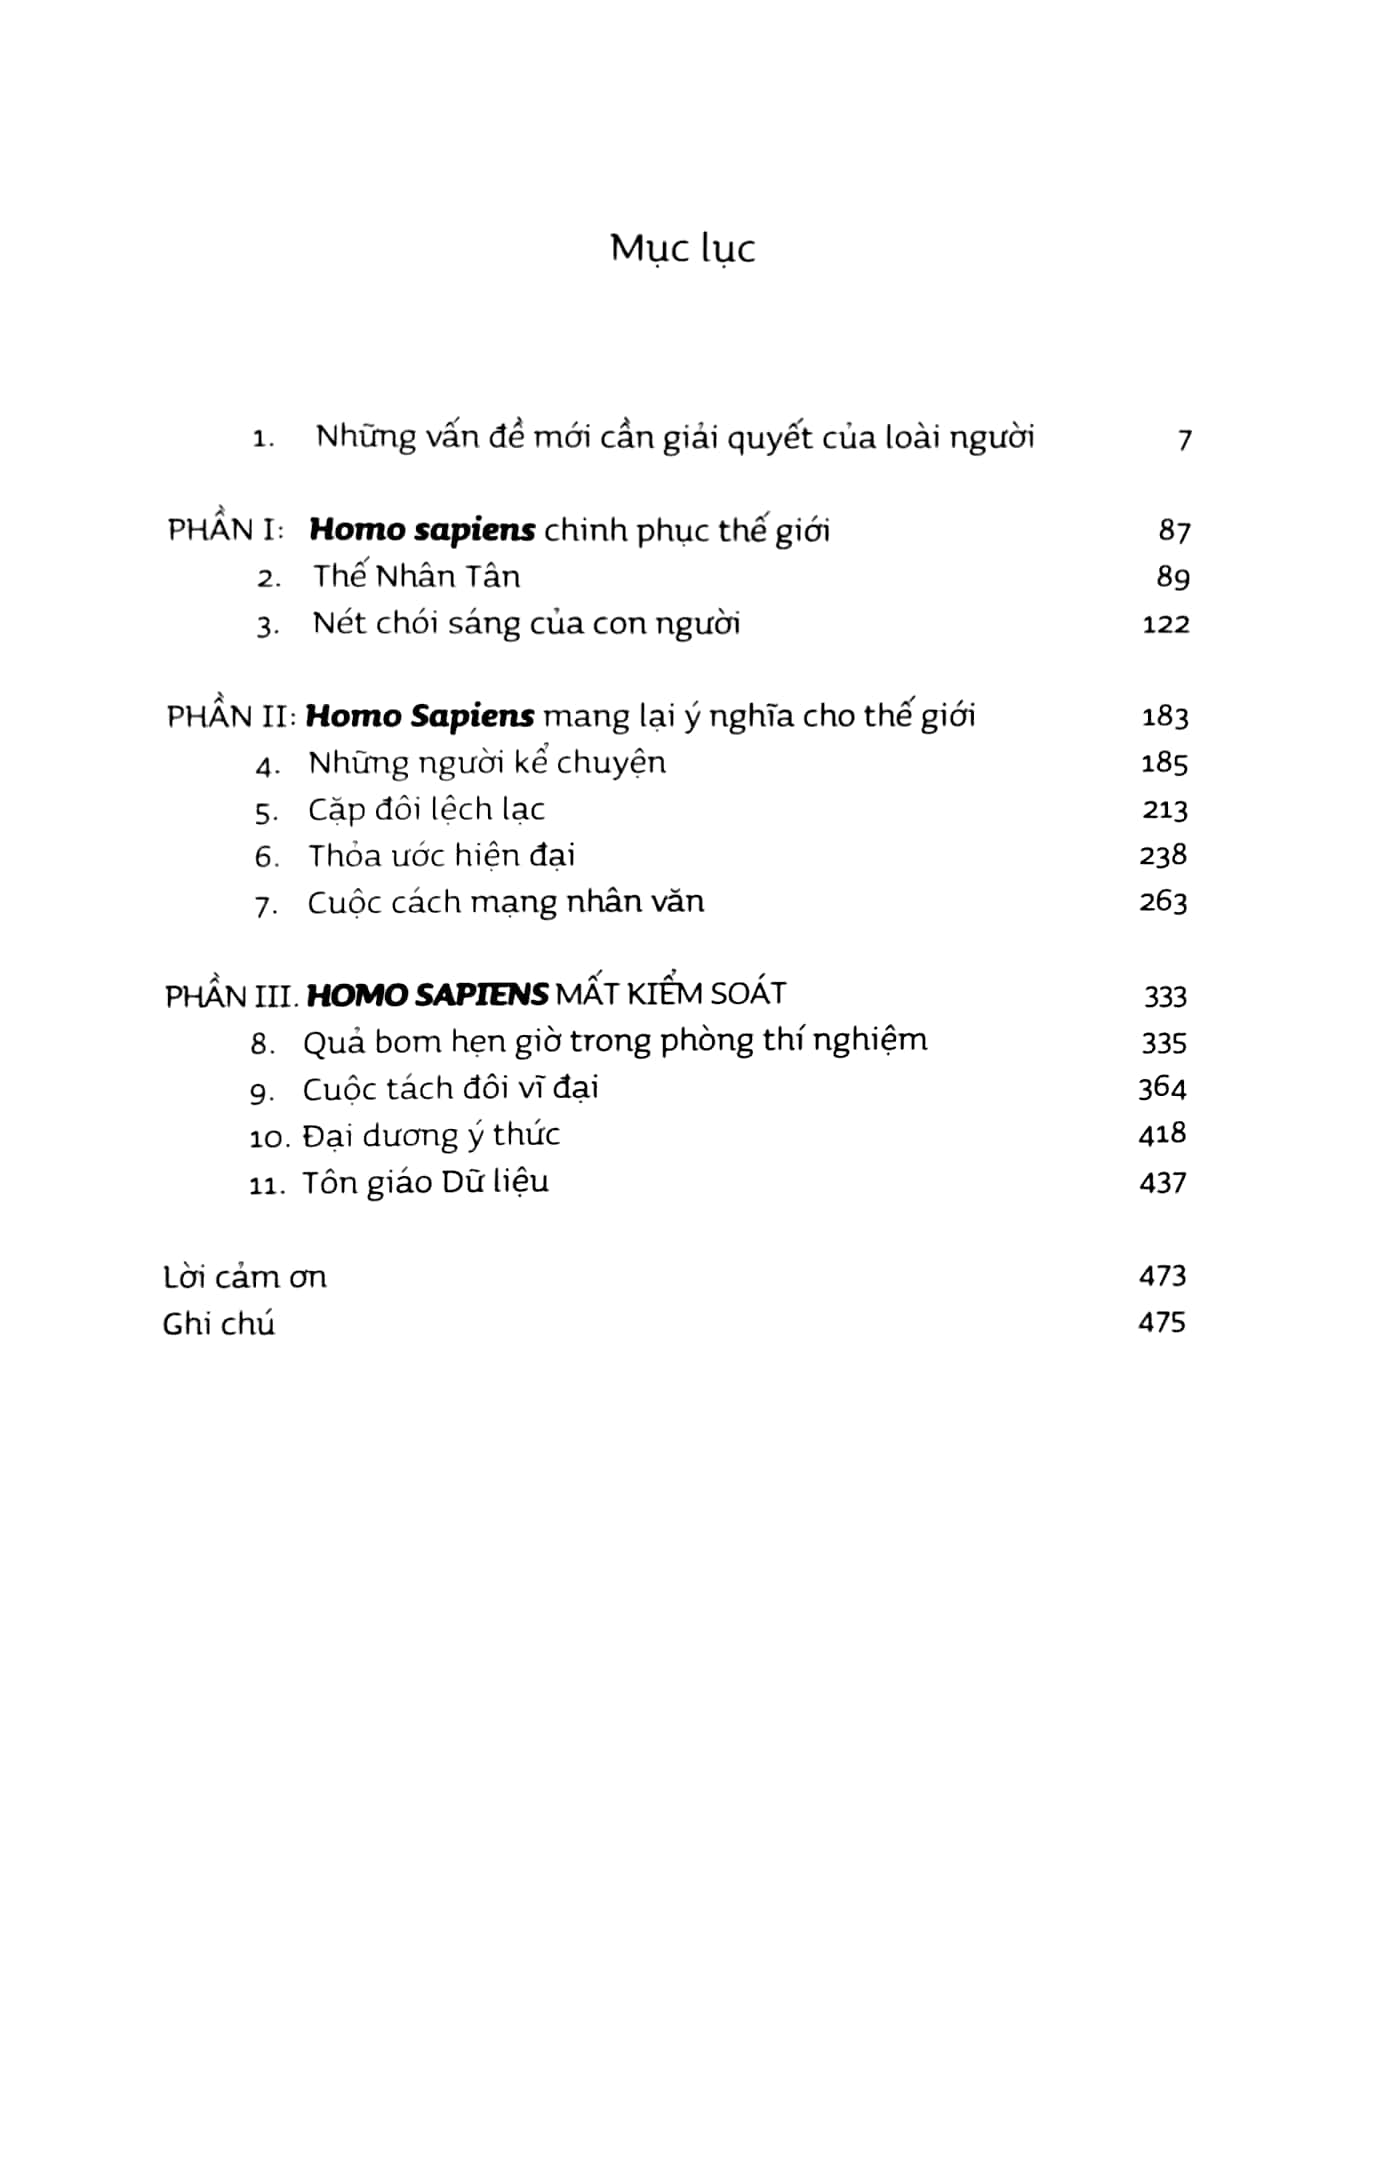 Mục lục
1. Những vấn đề mới cần giải quyết của loài người 7
PHẦN I: Homo sapiens chinh phục thế giới 87
2. Thế Nhân Tân 89
3. Nét chói sáng của con người 122
PHẦN II: Homo Sapiens mang lại ý nghĩa cho thế giới 183
4. Những người kể chuyện 185
5. Cặp đôi lệch lạc 213
6. Thỏa ước hiện đại 238
7. Cuộc cách mạng nhân văn 263
PHẦN III. HOMO SAPIENS MẤT KIỂM SOÁT 333
8. Quả bom hẹn giờ trong phòng thí nghiệm 335
9. Cuộc tách đôi vĩ đại 364
10. Đại dương ý thức 418
11. Tôn giáo Dữ liệu 437
Lời cảm ơn 473
Ghi chú 475